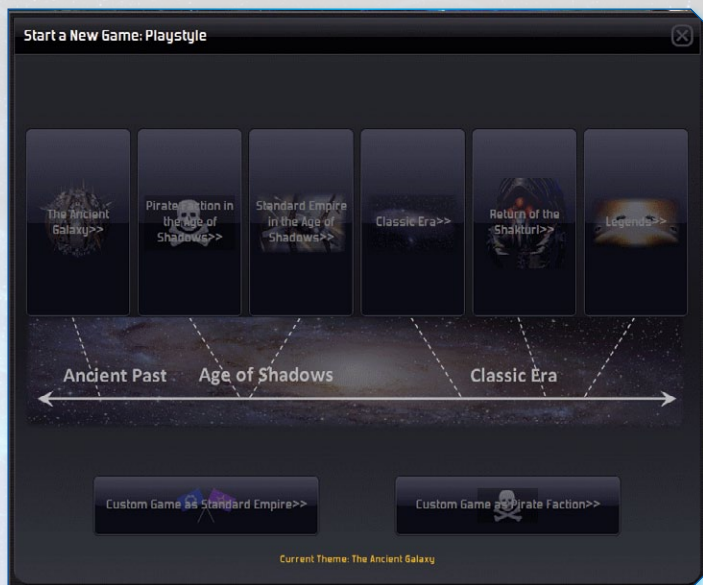 Start a New Game: Playstyle
The Ancient
Galaxy>>
Pirate Faction in
the Age of
Shadows>>
Standard Empire
in the Age of
Shadows>>
Classic Era>>
Return of the
Shakturi>>
Legends>>
Ancient Past
Age of Shadows
Classic Era
Custom Game as Standard Empire>>
Custom Game as Pirate Faction>>
Current Theme: The Ancient Galaxy